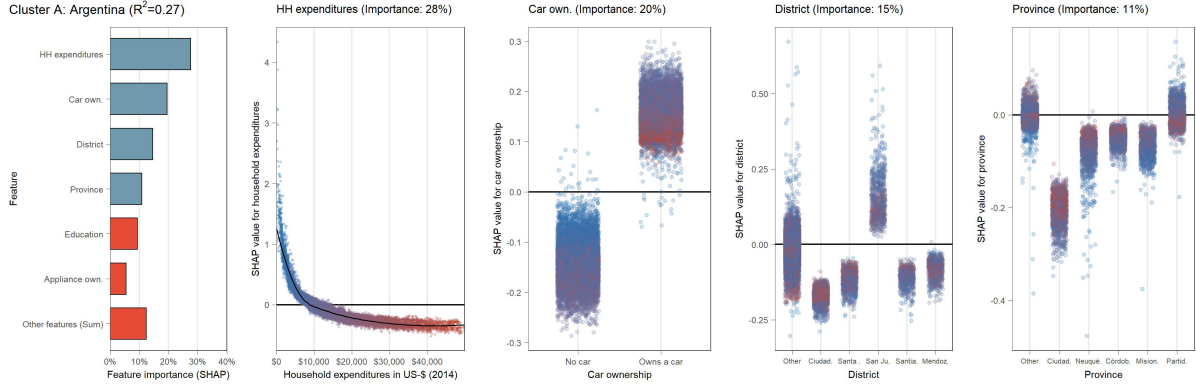 Cluster A: Argentina (R²=0.27)
Feature
HH expenditures
Car own.
District
Province
Education
Appliance own.
Other features (Sum)
0% 10% 20% 30% 40%
Feature importance (SHAP)
HH expenditures (Importance: 28%)
SHAP value for household expenditures
4
3
2
1
0
$0 $10,000 $20,000 $30,000 $40,000
Household expenditures in US-$ (2014)
Car own. (Importance: 20%)
SHAP value for car ownership
0.3
0.2
0.1
0.0
-0.1
-0.2
-0.3
No car Owns a car
Car ownership
District (Importance: 15%)
SHAP value for district
0.50
0.25
0.00
-0.25
Other Ciudad. Santa . San Ju. Santia. Mendoz.
District
Province (Importance: 11%)
SHAP value for province
0.0
-0.2
-0.4
Other Ciudad. Neuqué. Córdob. Mision. Partid.
Province